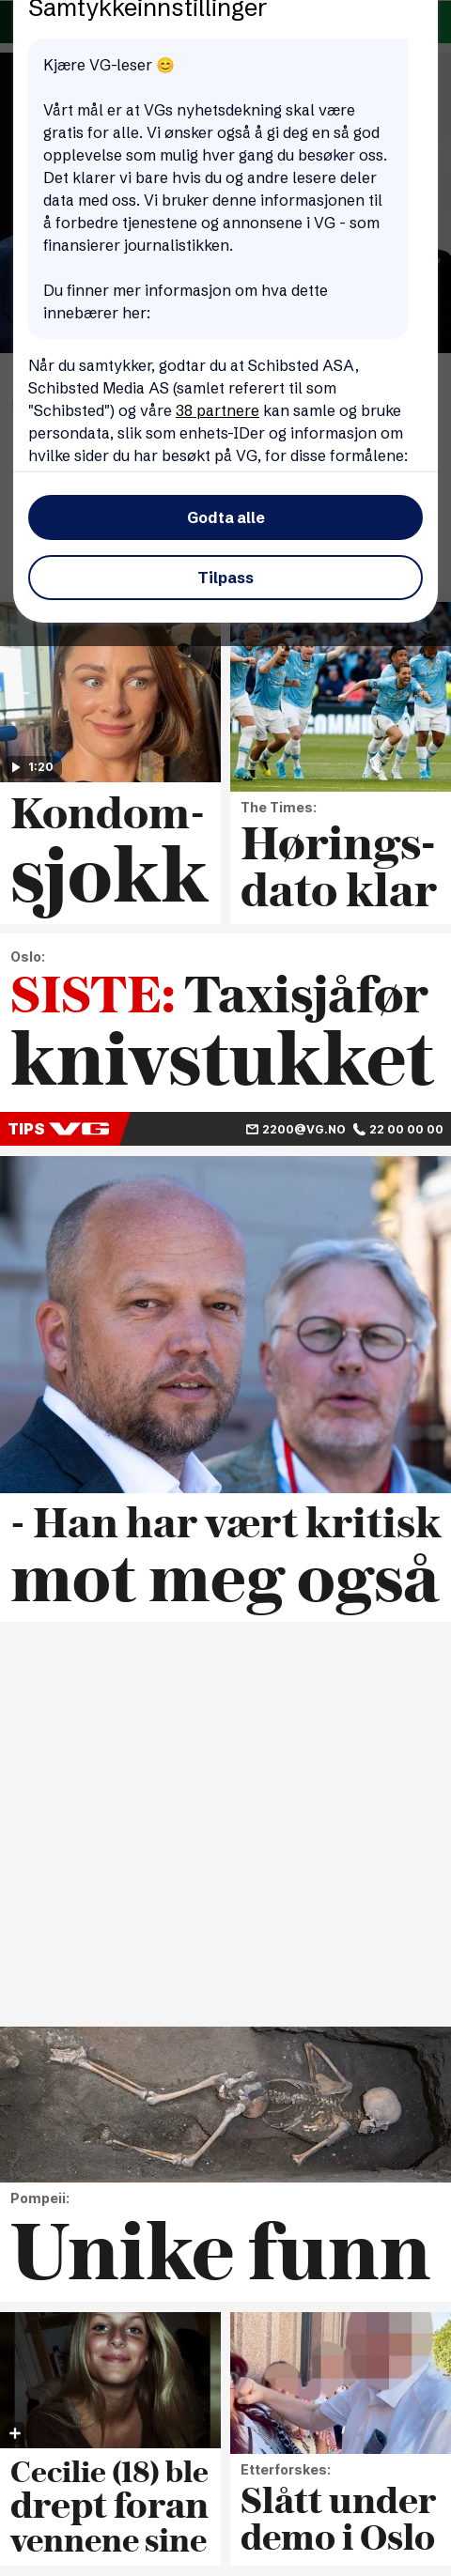 Samtykkeinnstillinger
Kjære VG-leser 😊
Vårt mål er at VGs nyhetsdekning skal være
gratis for alle. Vi ønsker også å gi deg en så god
opplevelse som mulig hver gang du besøker oss.
Det klarer vi bare hvis du og andre lesere deler
data med oss. Vi bruker denne informasjonen til
å forbedre tjenestene og annonsene i VG - som
finansierer journalistikken.
Du finner mer informasjon om hva dette
innebærer her:
Når du samtykker, godtar du at Schibsted ASA,
Schibsted Media AS (samlet referert til som
"Schibsted") og våre 38 partnere kan samle og bruke
persondata, slik som enhets-IDer og informasjon om
hvilke sider du har besøkt på VG, for disse formålene:
Godta alle
Tilpass
1:20
Kondom-
sjokk
The Times:
Hørings-
dato klar
Oslo:
SISTE: Taxisjåfør
knivstukket
TIPS VG 2200@VG.NO 22 00 00 00
- Han har vært kritisk
mot meg også
Pompeii:
Unike funn
Cecilie (18) ble
drept foran
vennene sine
Etterforskes:
Slått under
demo i Oslo